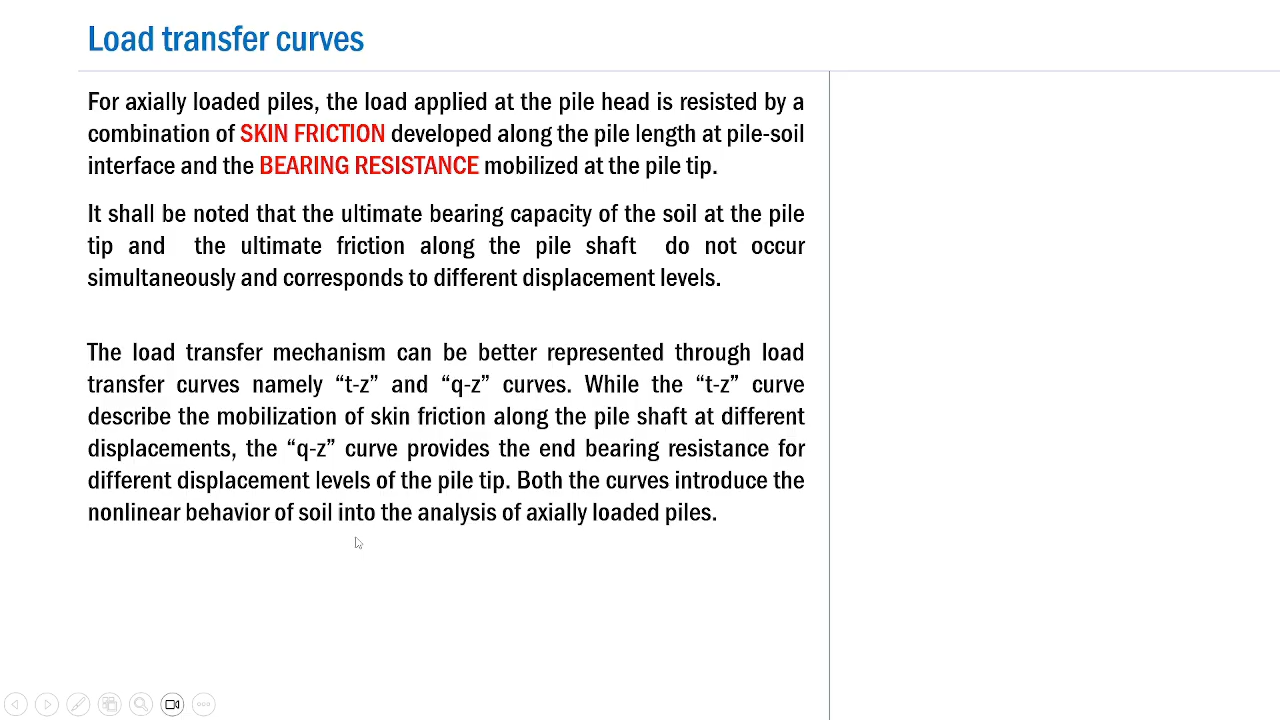 Load transfer curves
For axially loaded piles, the load applied at the pile head is resisted by a
combination of SKIN FRICTION developed along the pile length at pile-soil
interface and the BEARING RESISTANCE mobilized at the pile tip.
It shall be noted that the ultimate bearing capacity of the soil at the pile
tip and the ultimate friction along the pile shaft do not occur
simultaneously and corresponds to different displacement levels.
The load transfer mechanism can be better represented through load
transfer curves namely “t-z” and “q-z” curves. While the “t-z” curve
describe the mobilization of skin friction along the pile shaft at different
displacements, the “q-z” curve provides the end bearing resistance for
different displacement levels of the pile tip. Both the curves introduce the
nonlinear behavior of soil into the analysis of axially loaded piles.